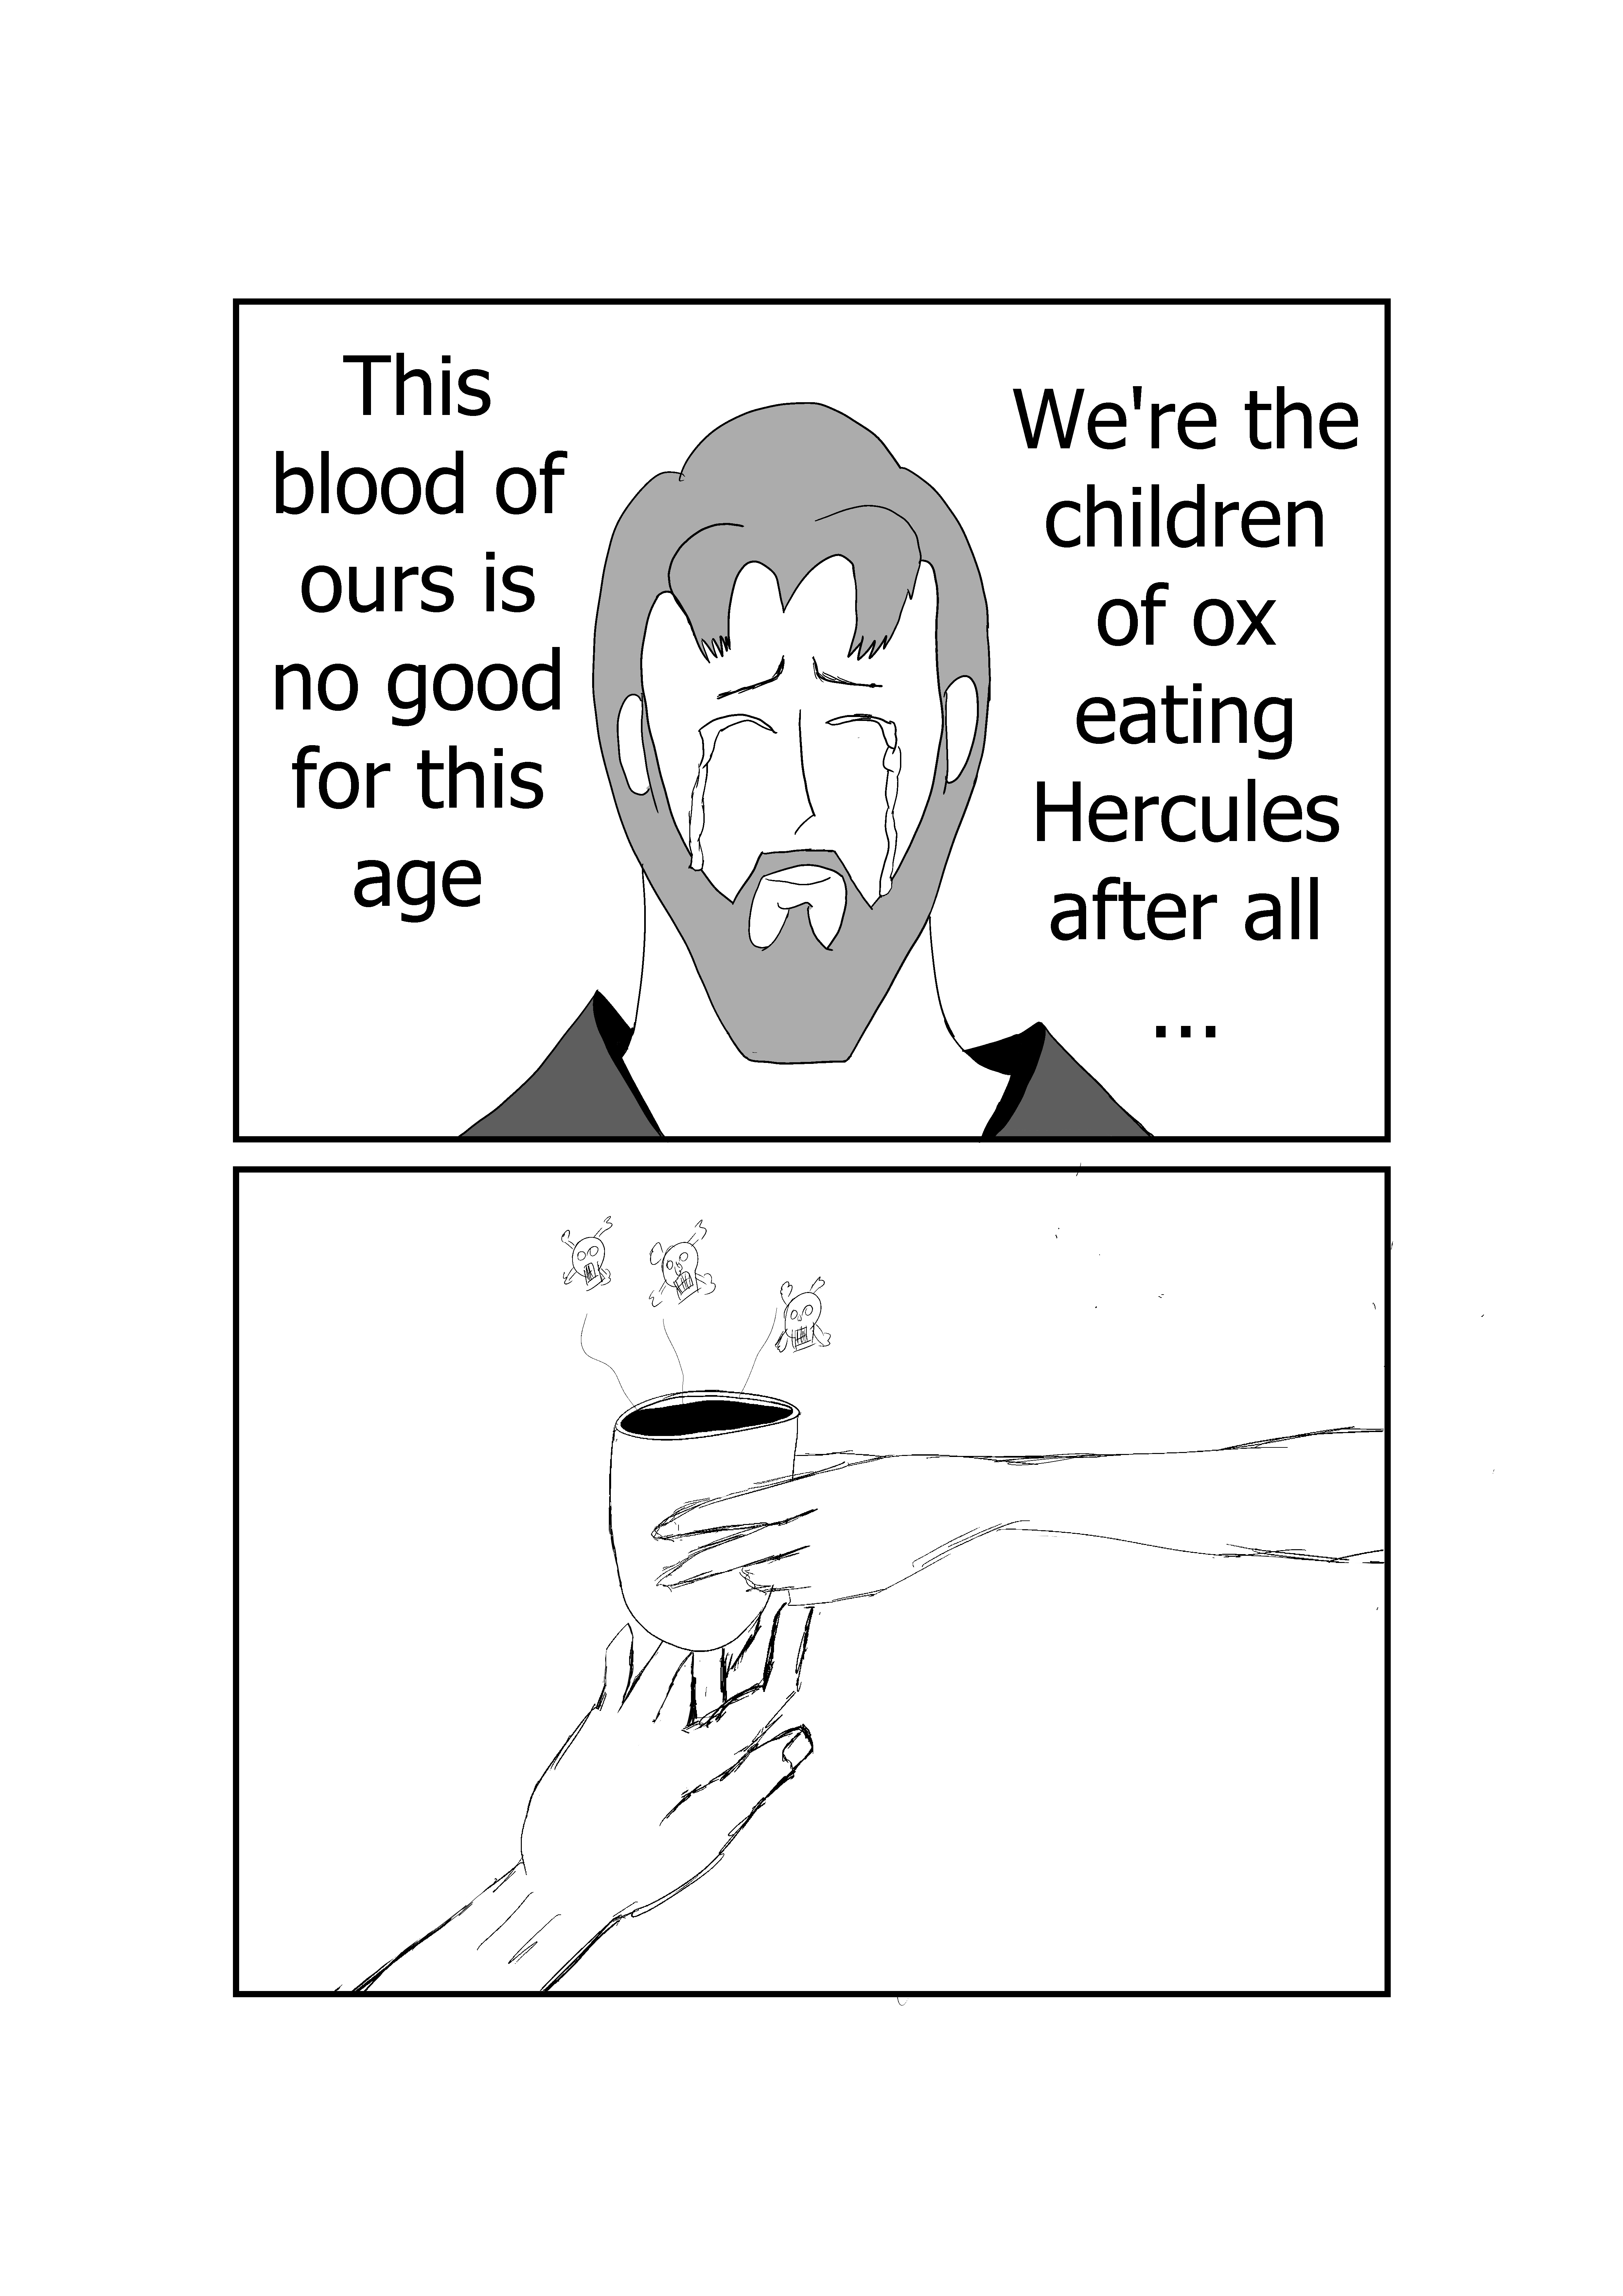 This
blood of
ours is
no good
for this
age
We're the
children
of ox
eating
Hercules
after all
...